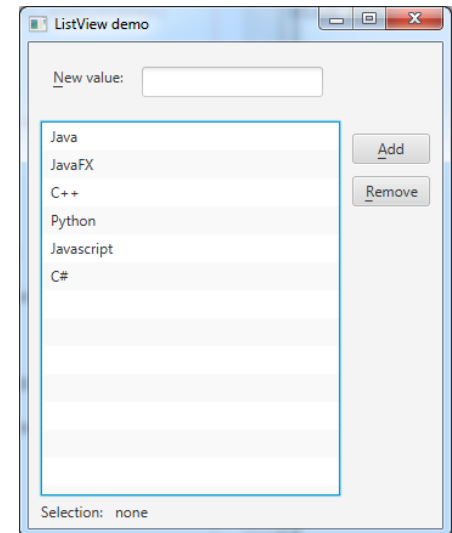 ListView demo
New value:
Java
JavaFX
C++
Python
Javascript
C#
Add
Remove
Selection: none